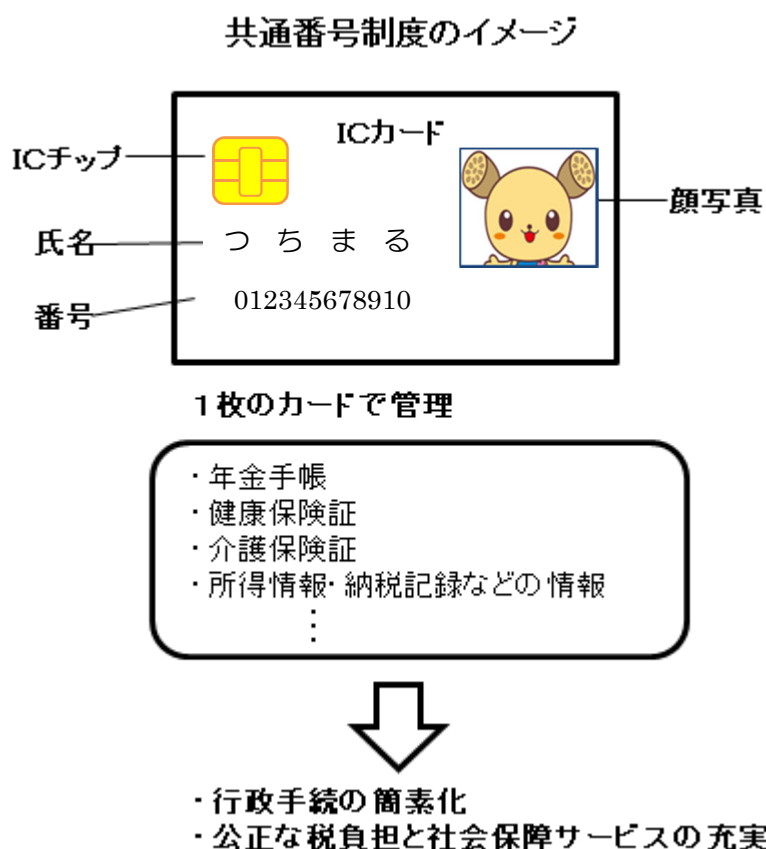 共通番号制度のイメージ
ICカード
ICチップ
顔写真
氏名
つちまる
番号
012345678910
1枚のカードで管理
・年金手帳
・健康保険証
・介護保険証
・所得情報・納税記録などの情報
⋮
・行政手続の簡素化
・公正な税負担と社会保障サービスの充実